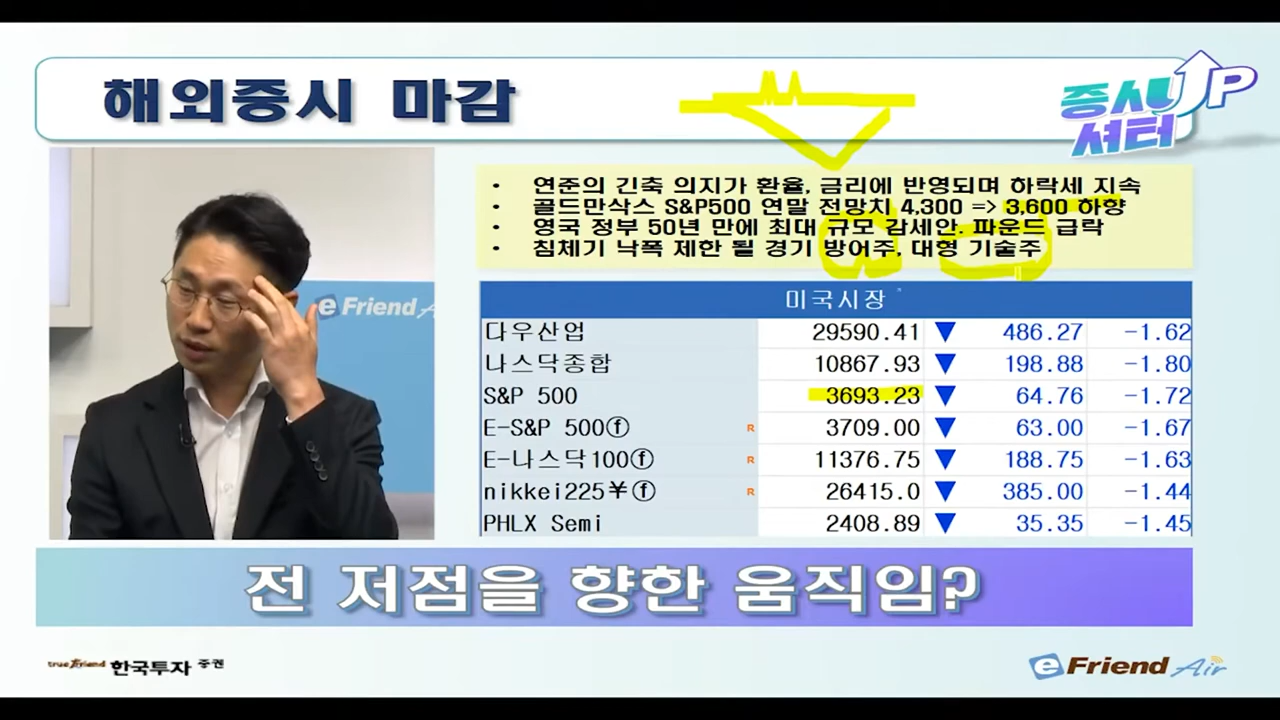 해외증시 마감
증시UP
셔터
• 연준의 긴축 의지가 환율, 금리에 반영되며 하락세 지속
• 골드만삭스 S&P500 연말 전망치 4,300 => 3,600 하향
• 영국 정부 50년 만에 최대 규모 감세안. 파운드 급락
• 침체기 낙폭 제한 될 경기 방어주, 대형 기술주
e Friend Air
미국시장
다우산업 29590.41 ▼ 486.27 -1.62
나스닥종합 10867.93 ▼ 198.88 -1.80
S&P 500 3693.23 ▼ 64.76 -1.72
E-S&P 500ⓕ R 3709.00 ▼ 63.00 -1.67
E-나스닥100ⓕ R 11376.75 ▼ 188.75 -1.63
nikkei225¥ⓕ R 26415.0 ▼ 385.00 -1.44
PHLX Semi 2408.89 ▼ 35.35 -1.45
전 저점을 향한 움직임?
true friend 한국투자 증권
e Friend Air